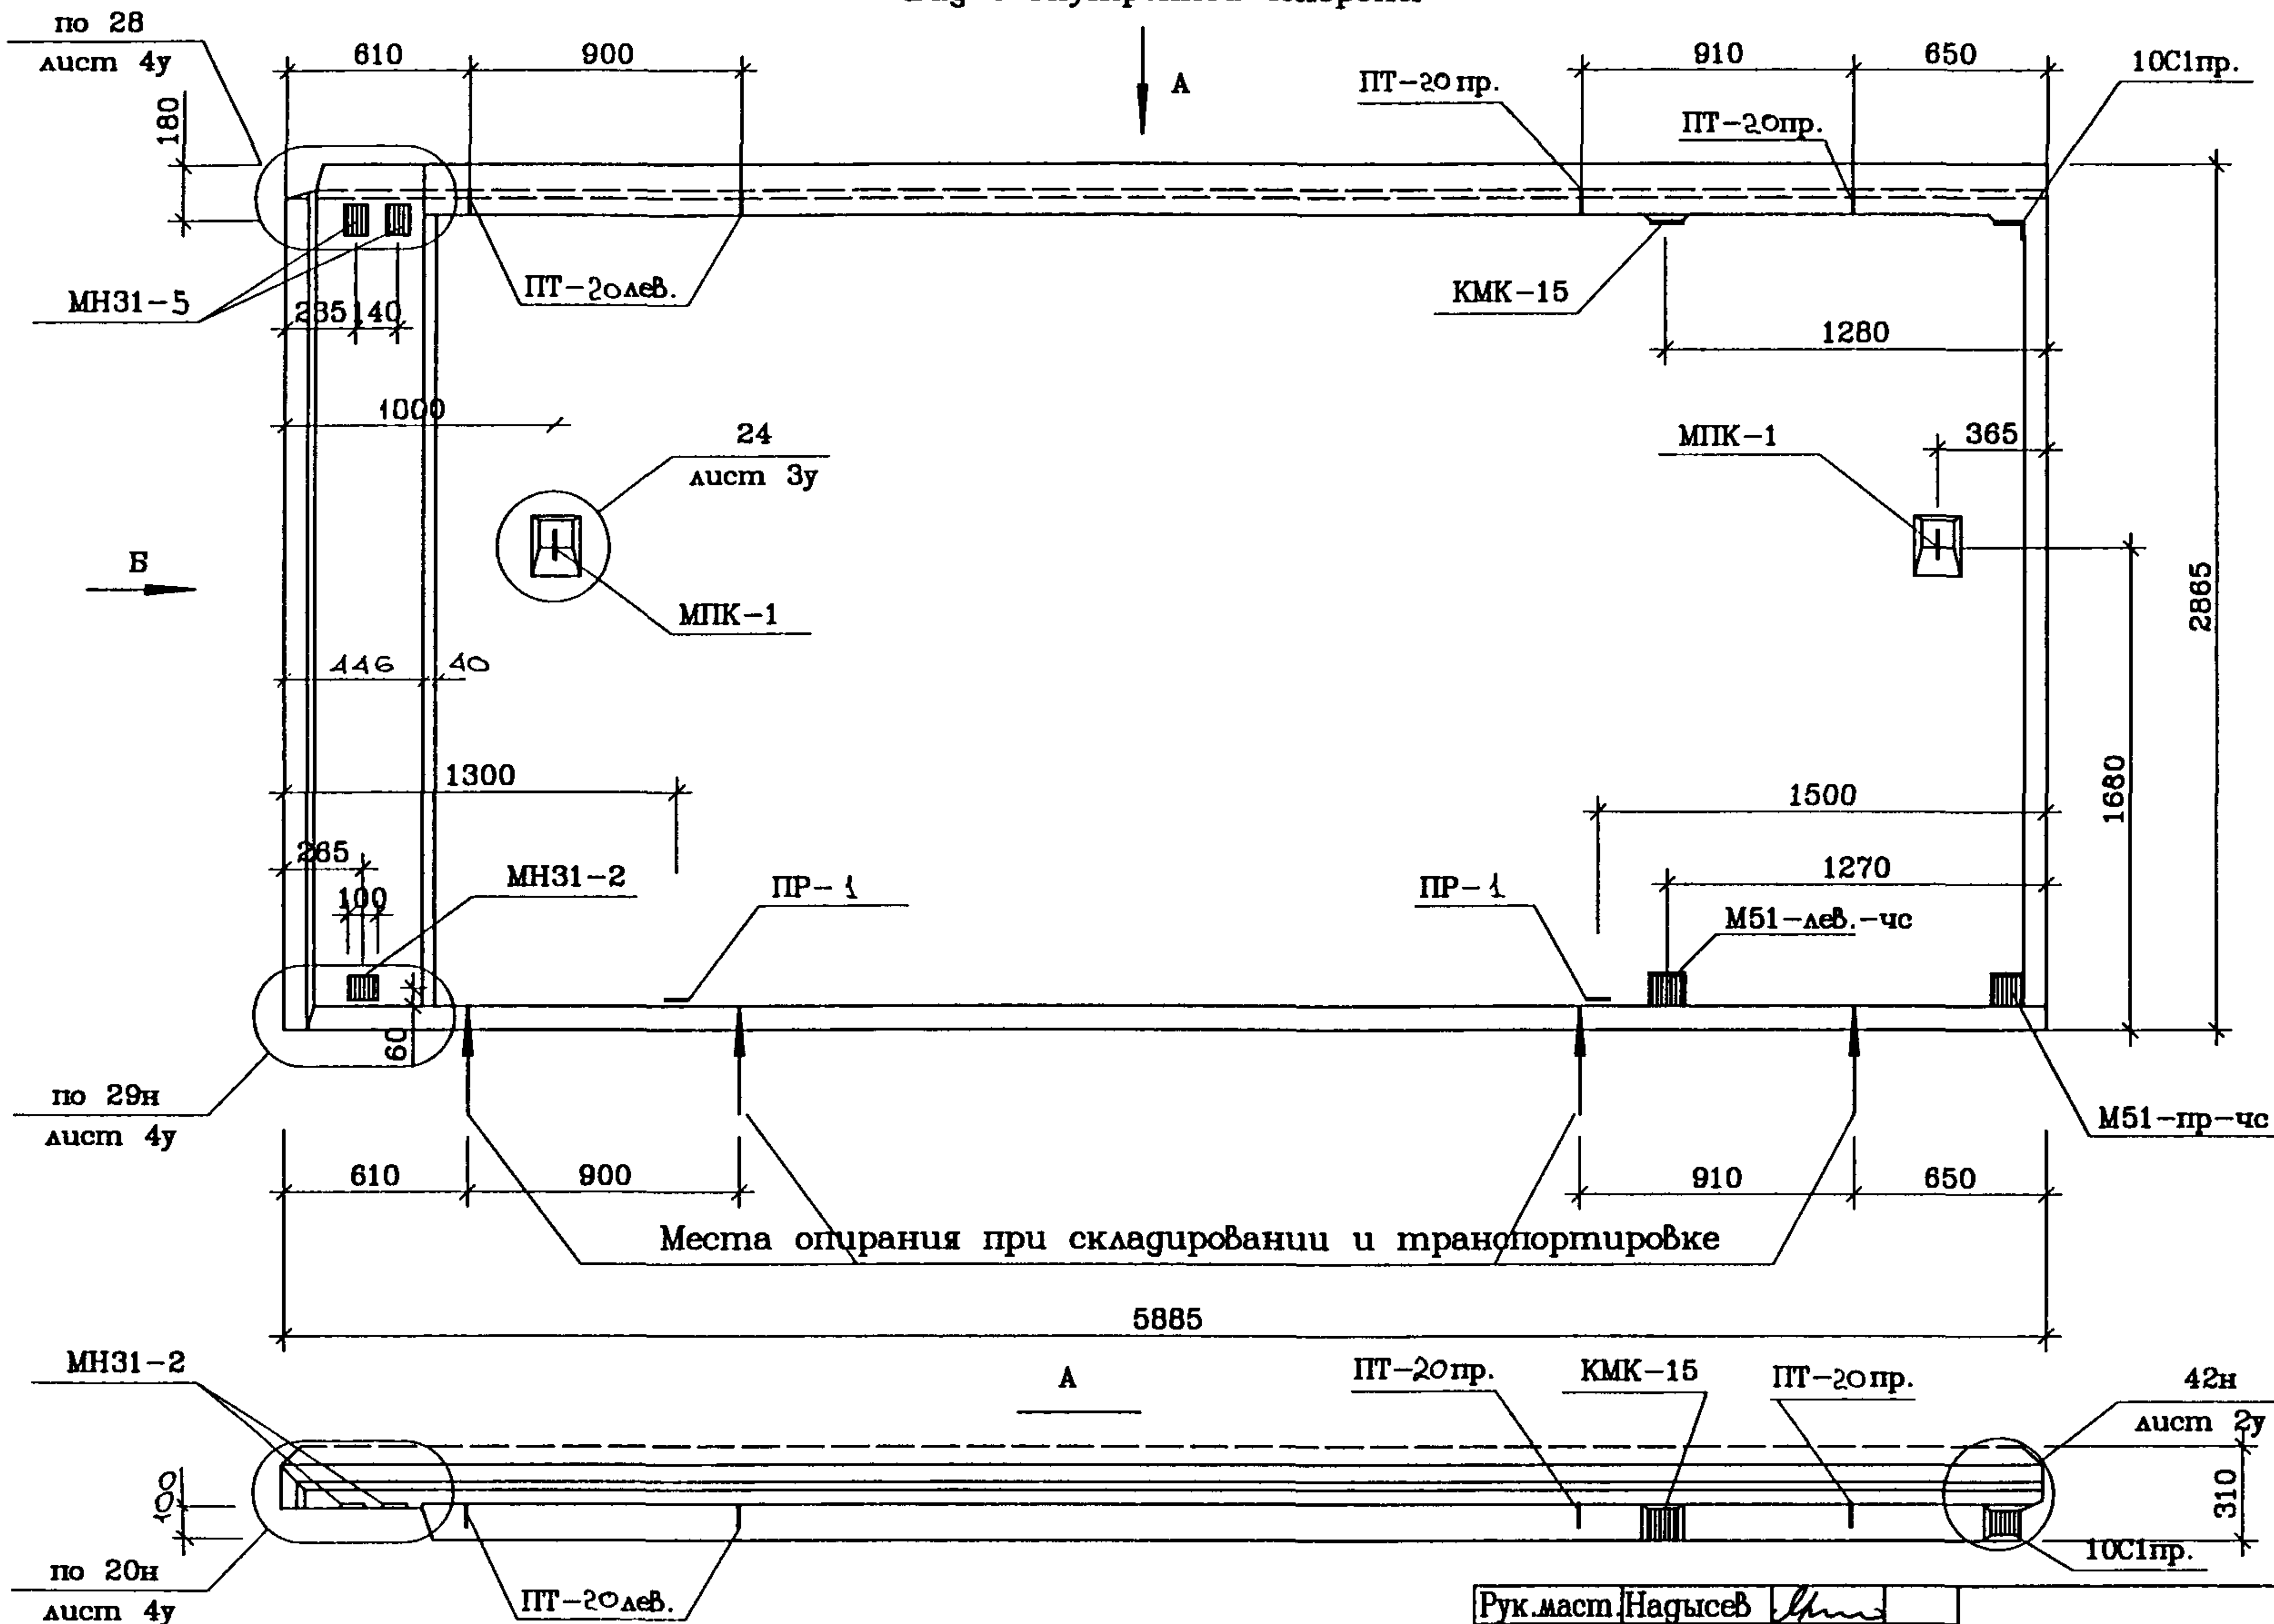 по 28
лист 4у
610
900
А
910
650
10С1пр.
ПТ-20пр.
ПТ-20пр.
180
МН31-5
ПТ-20лев.
КМК-15
235
140
1280
1000
24
лист 3у
МПК-1
365
Б
МПК-1
2865
446
40
1300
1500
1680
265
МН31-2
ПР-1
ПР-1
1270
100
М51-лев.-чс
60
по 29н
лист 4у
М51-пр-чс
610
900
910
650
Места опирания при складировании и транспортировке
5885
МН31-2
А
ПТ-20пр.
КМК-15
ПТ-20пр.
42н
лист 2у
100
310
по 20н
лист 4у
ПТ-20лев.
10С1пр.
Рук.маст. Надысев